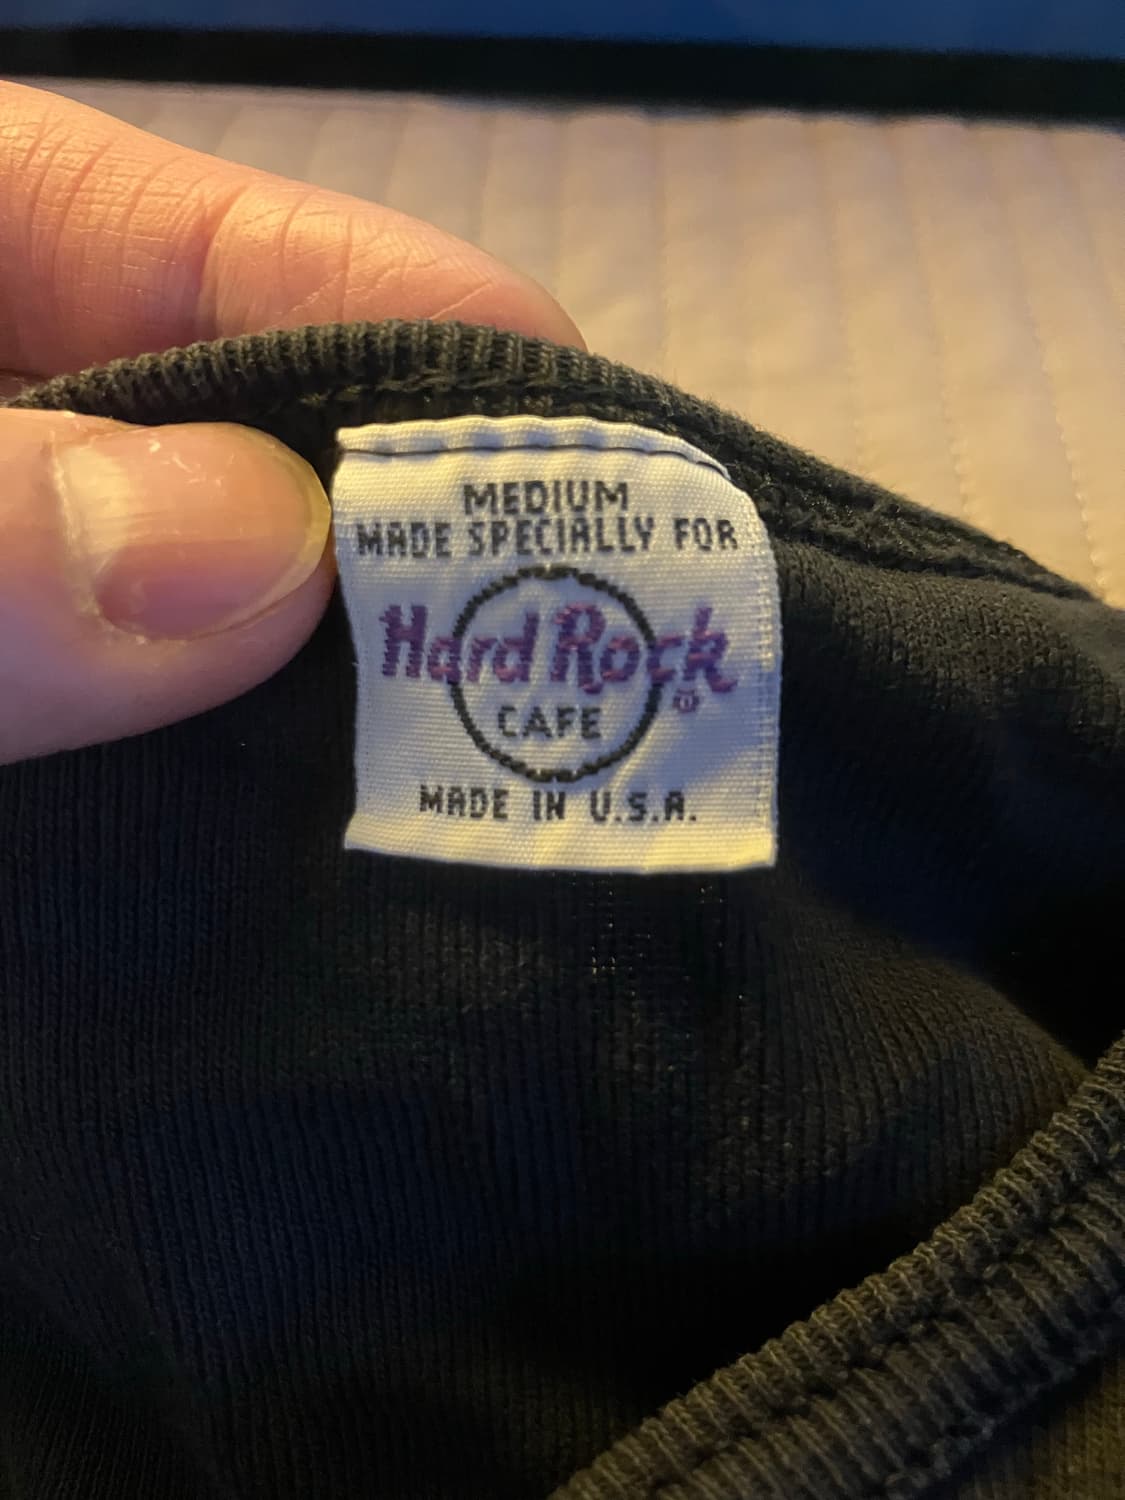 MEDIUM
MADE SPECIALLY FOR
Hard Rock
CAFE
MADE IN U.S.A.